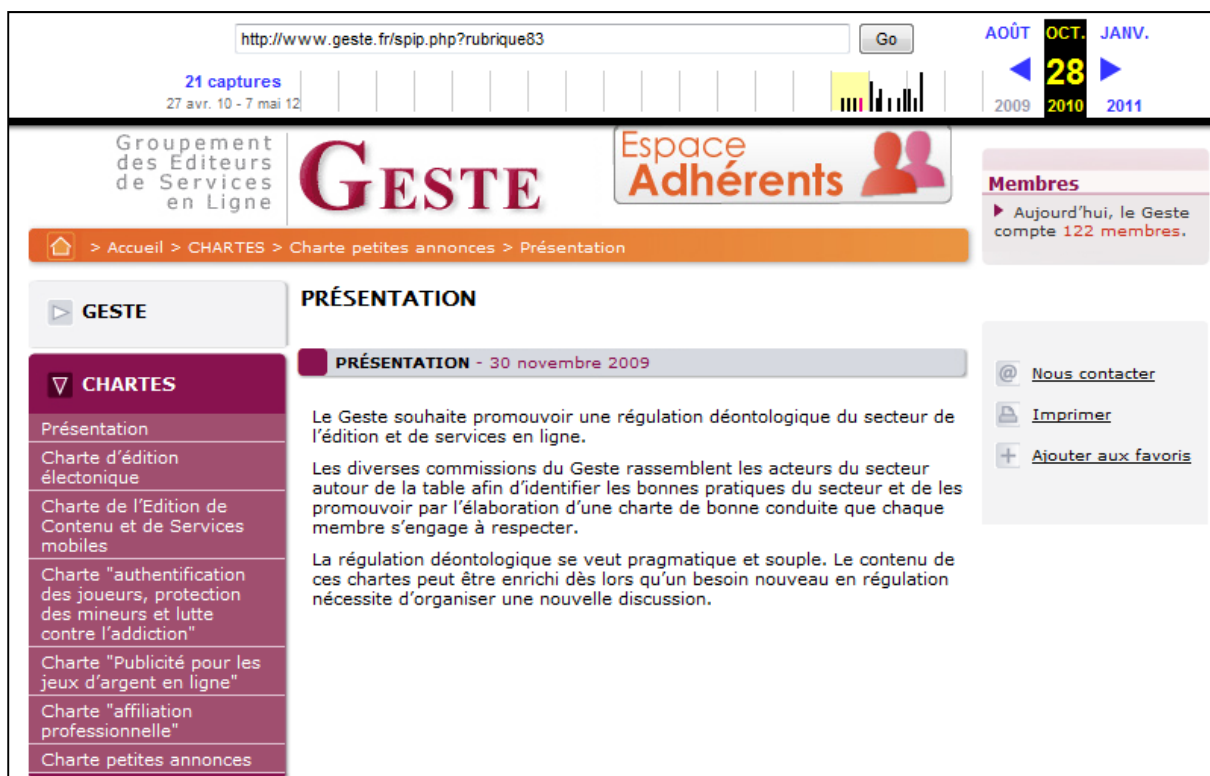 http://www.geste.fr/spip.php?rubrique83
Go
21 captures
27 avr. 10 - 7 mai 12
AOÛT OCT. JANV.
28
2009 2010 2011
Groupement
des Editeurs
de Services
en Ligne
GESTE
Espace
Adhérents
Membres
Aujourd'hui, le Geste
compte 122 membres.
> Accueil > CHARTES > Charte petites annonces > Présentation
GESTE
CHARTES
Présentation
Charte d'édition
électonique
Charte de l'Edition de
Contenu et de Services
mobiles
Charte "authentification
des joueurs, protection
des mineurs et lutte
contre l'addiction"
Charte "Publicité pour les
jeux d'argent en ligne"
Charte "affiliation
professionnelle"
Charte petites annonces
PRÉSENTATION
PRÉSENTATION - 30 novembre 2009
Le Geste souhaite promouvoir une régulation déontologique du secteur de
l'édition et de services en ligne.
Les diverses commissions du Geste rassemblent les acteurs du secteur
autour de la table afin d'identifier les bonnes pratiques du secteur et de les
promouvoir par l'élaboration d'une charte de bonne conduite que chaque
membre s'engage à respecter.
La régulation déontologique se veut pragmatique et souple. Le contenu de
ces chartes peut être enrichi dès lors qu'un besoin nouveau en régulation
nécessite d'organiser une nouvelle discussion.
@ Nous contacter
Imprimer
Ajouter aux favoris